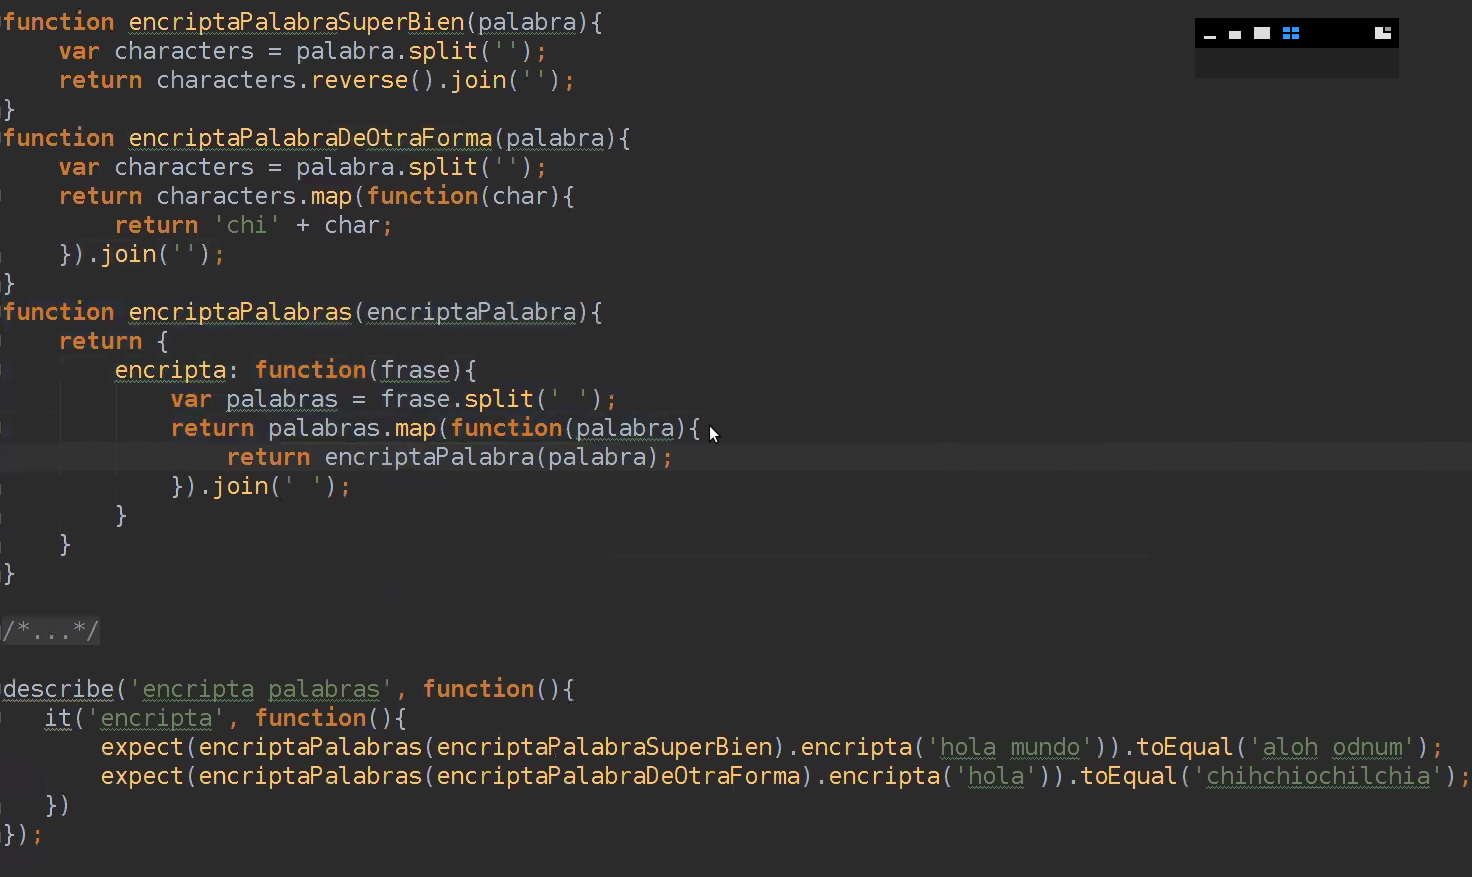 function encriptaPalabraSuperBien(palabra){
    var characters = palabra.split('');
    return characters.reverse().join('');
}
function encriptaPalabraDeOtraForma(palabra){
    var characters = palabra.split('');
    return characters.map(function(char){
        return 'chi' + char;
    }).join('');
}
function encriptaPalabras(encriptaPalabra){
    return {
        encripta: function(frase){
            var palabras = frase.split(' ');
            return palabras.map(function(palabra){
                return encriptaPalabra(palabra);
            }).join(' ');
        }
    }
}
/*...*/
describe('encripta palabras', function(){
   it('encripta', function(){
       expect(encriptaPalabras(encriptaPalabraSuperBien).encripta('hola mundo')).toEqual('aloh odnum');
       expect(encriptaPalabras(encriptaPalabraDeOtraForma).encripta('hola')).toEqual('chihchiochilchia');
   })
});